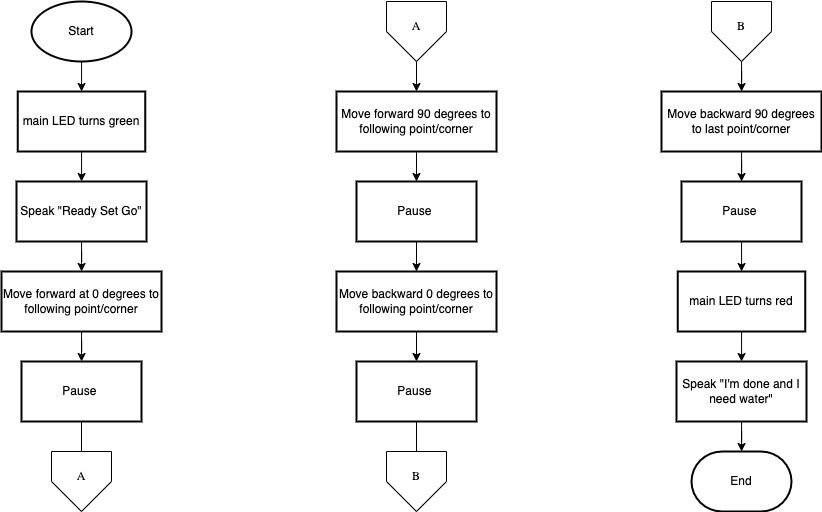 Start
main LED turns green
Speak "Ready Set Go"
Move forward at 0 degrees to
following point/corner
Pause
A
A
Move forward 90 degrees to
following point/corner
Pause
Move backward 0 degrees to
following point/corner
Pause
B
B
Move backward 90 degrees
to last point/corner
Pause
main LED turns red
Speak "I'm done and I
need water"
End